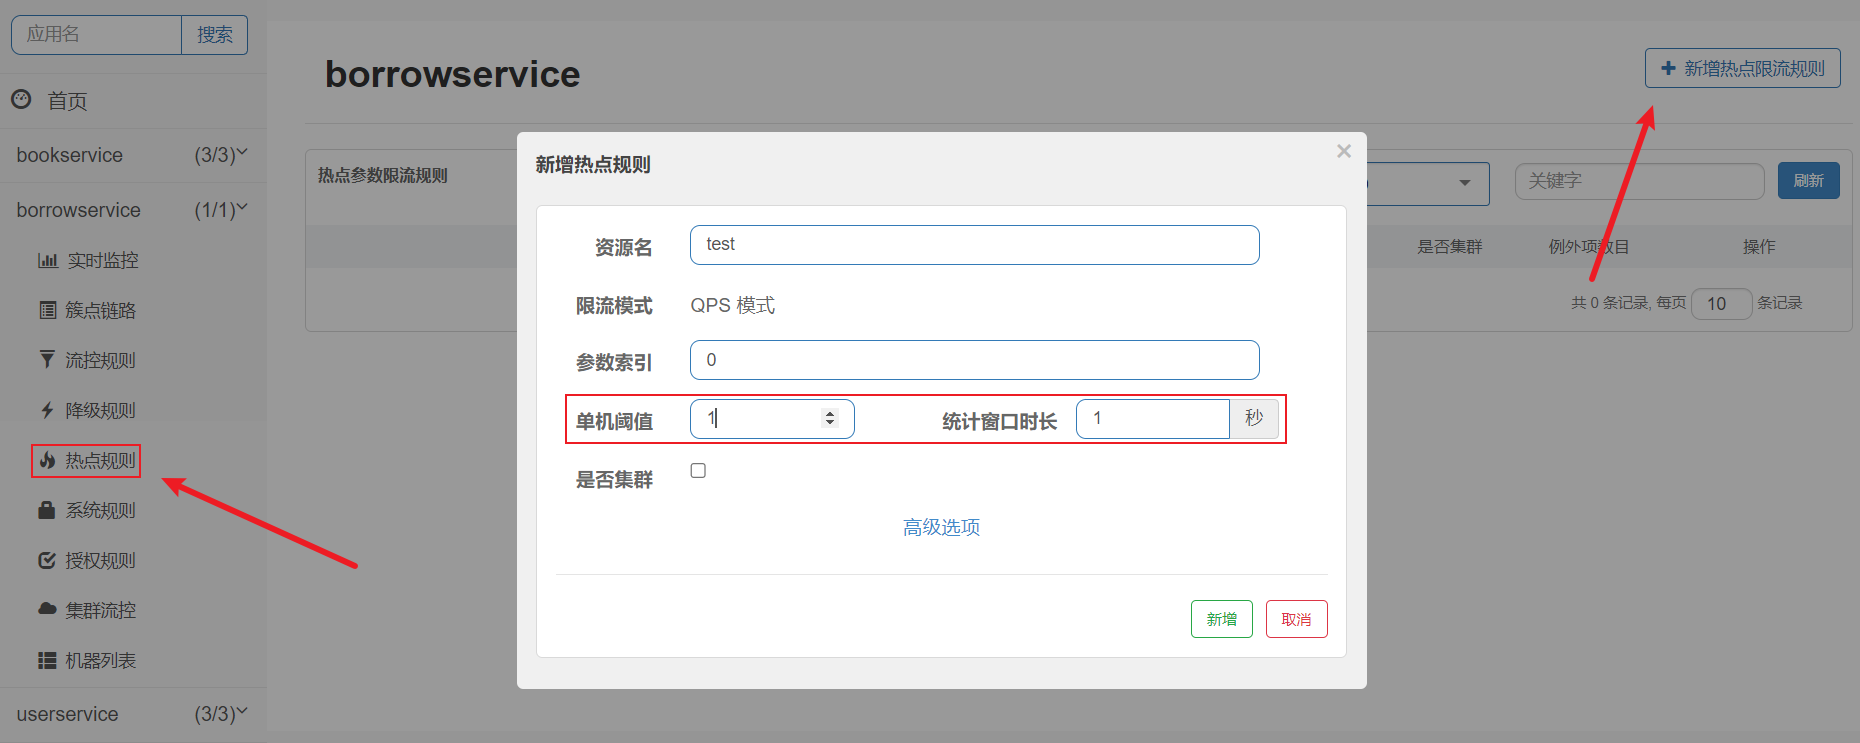 应用名 搜索
首页
bookservice (3/3)
borrowservice (1/1)
实时监控
簇点链路
流控规则
降级规则
热点规则
系统规则
授权规则
集群流控
机器列表
userservice (3/3)
borrowservice
新增热点限流规则
热点参数限流规则
关键字 刷新
是否集群 例外项数目 操作
共 0 条记录, 每页 10 条记录
新增热点规则 ×
资源名 test
限流模式 QPS 模式
参数索引 0
单机阈值 1 统计窗口时长 1 秒
是否集群
高级选项
新增 取消